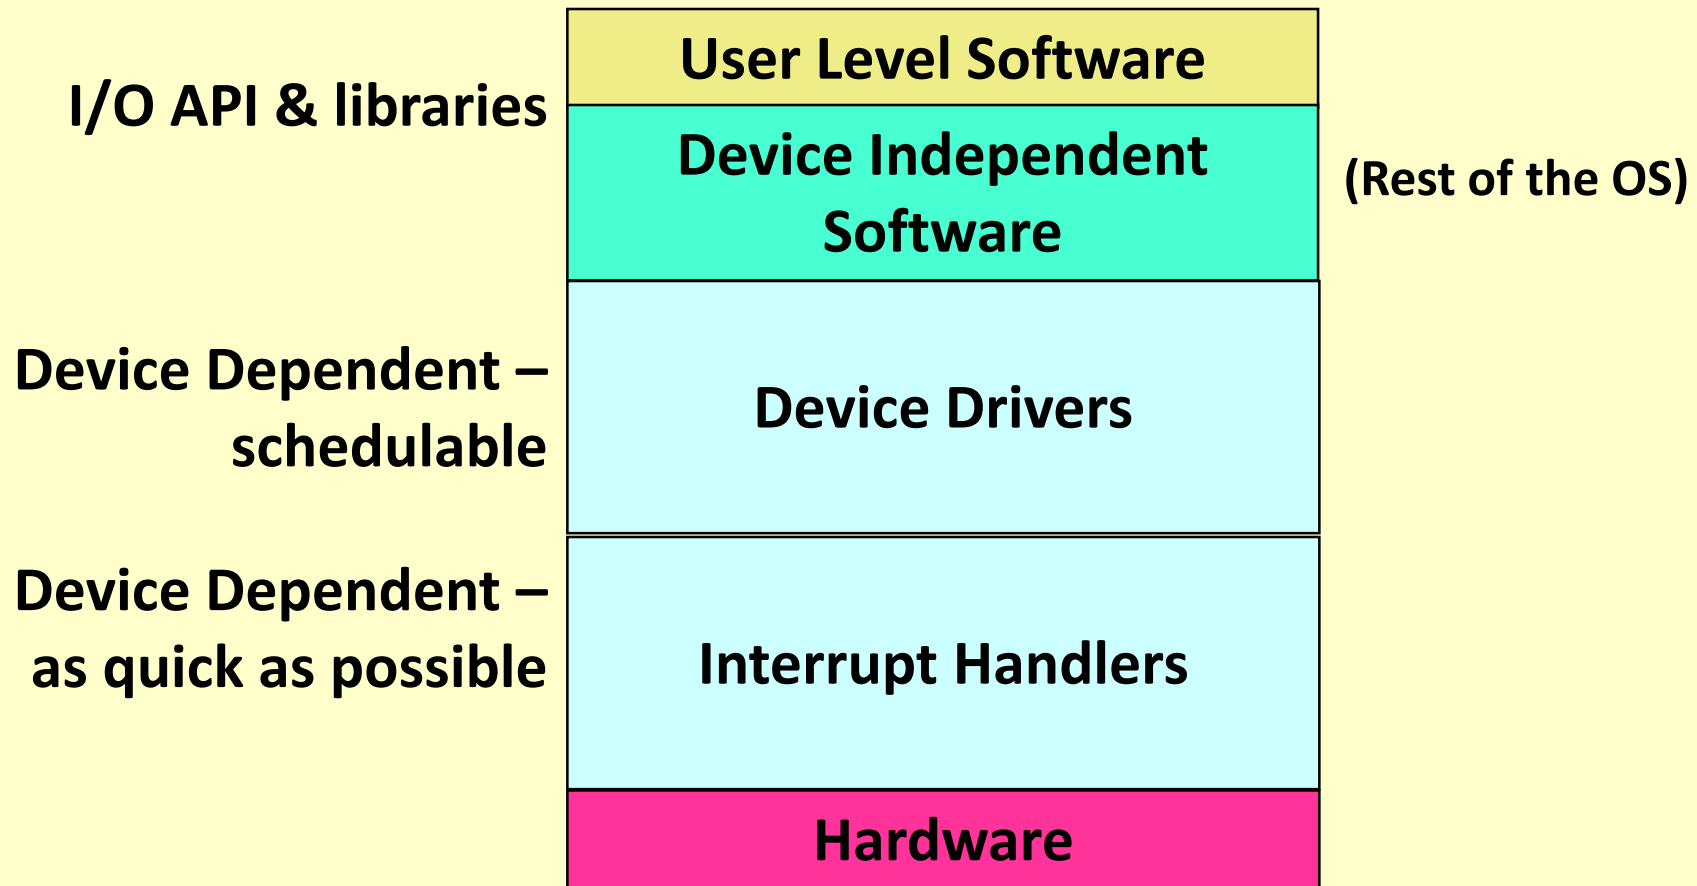 User Level Software
I/O API & libraries
Device Independent
Software
(Rest of the OS)
Device Dependent –
schedulable
Device Drivers
Device Dependent –
as quick as possible
Interrupt Handlers
Hardware